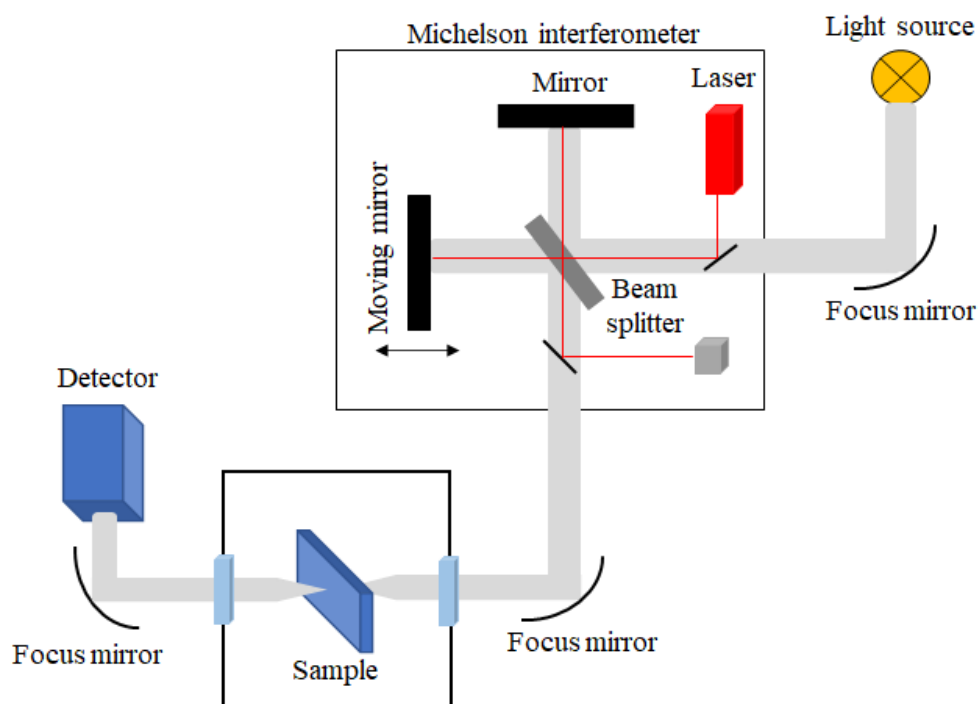 Light source
Michelson interferometer
Laser
Mirror
Moving mirror
Beam
splitter
Focus mirror
Detector
Focus mirror
Focus mirror
Sample